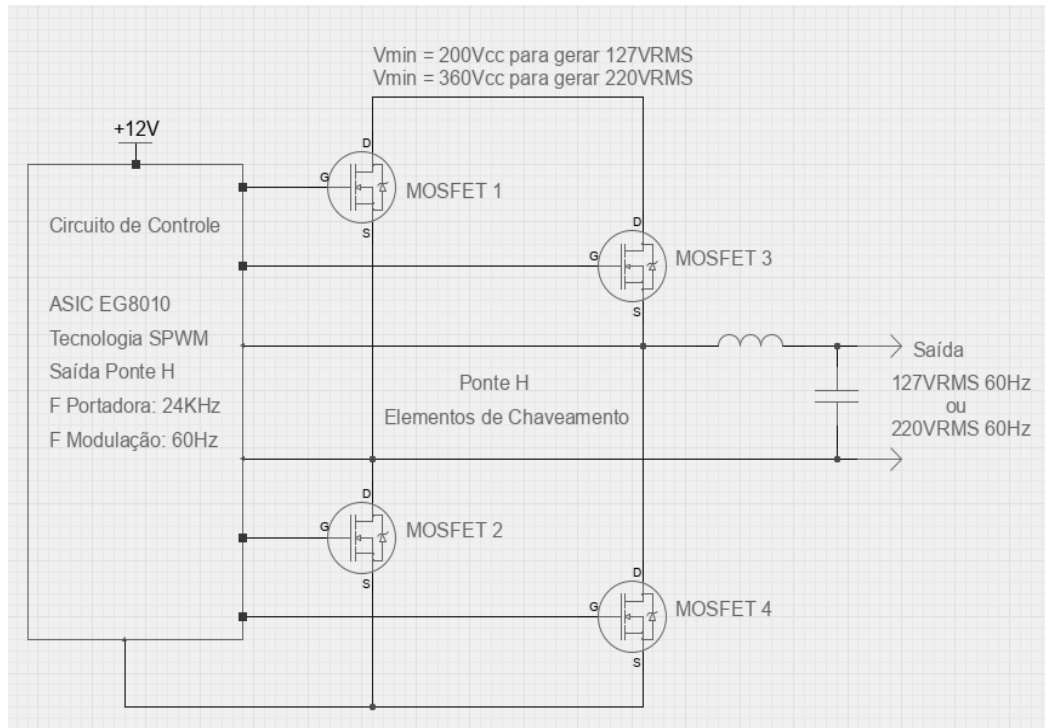 Vmin = 200Vcc para gerar 127VRMS
Vmin = 360Vcc para gerar 220VRMS
+12V
D
G
MOSFET 1
S
Circuito de Controle
D
G
MOSFET 3
S
ASIC EG8010
Tecnologia SPWM
Saída Ponte H
F Portadora: 24KHz
F Modulação: 60Hz
Ponte H
Elementos de Chaveamento
Saída
127VRMS 60Hz
ou
220VRMS 60Hz
D
G
MOSFET 2
S
D
G
MOSFET 4
S